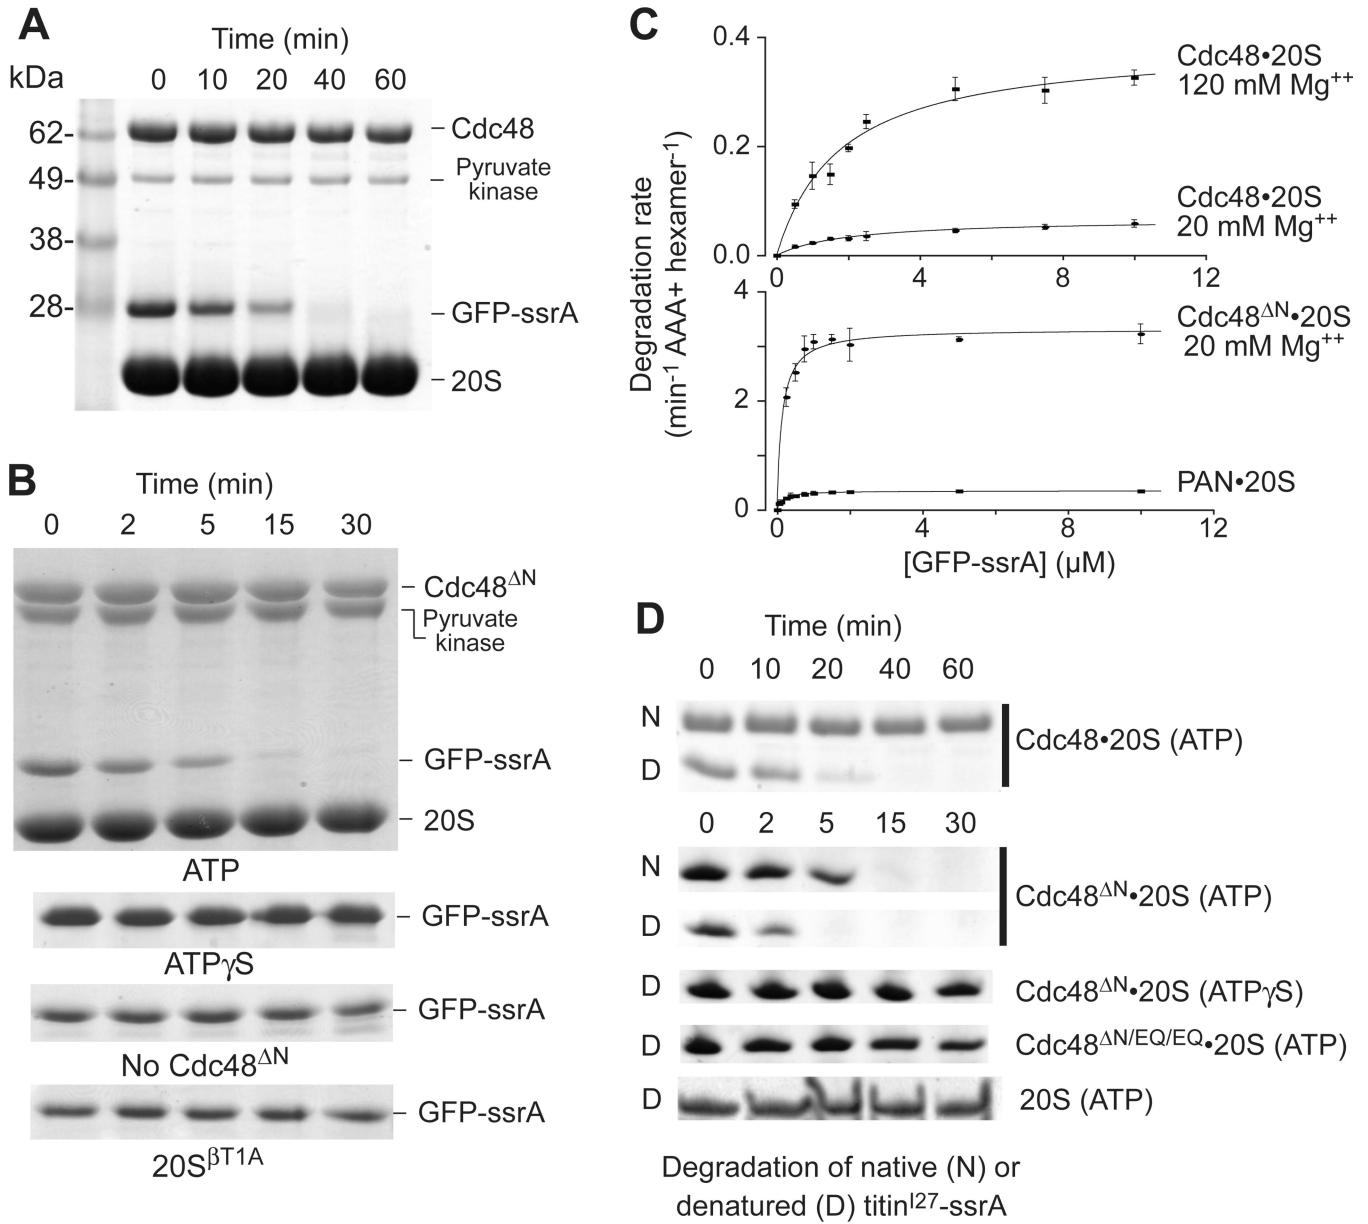 A
Time (min)
kDa 0 10 20 40 60
62- Cdc48
49- Pyruvate
kinase
38-
28- GFP-ssrA
20S
B
Time (min)
0 2 5 15 30
Cdc48ΔN
Pyruvate
kinase
GFP-ssrA
20S
ATP
GFP-ssrA
ATPγS
GFP-ssrA
No Cdc48ΔN
GFP-ssrA
20SβT1A
C
Degradation rate
(min-1 AAA+ hexamer-1)
0.4
0.2
0.0
0 4 8 12
Cdc48•20S
120 mM Mg++
Cdc48•20S
20 mM Mg++
4
2
0
0 4 8 12
Cdc48ΔN•20S
20 mM Mg++
PAN•20S
[GFP-ssrA] (µM)
D
Time (min)
0 10 20 40 60
N
D
Cdc48•20S (ATP)
0 2 5 15 30
N
D
Cdc48ΔN•20S (ATP)
D Cdc48ΔN•20S (ATPγS)
D Cdc48ΔN/EQ/EQ•20S (ATP)
D 20S (ATP)
Degradation of native (N) or
denatured (D) titinI27-ssrA